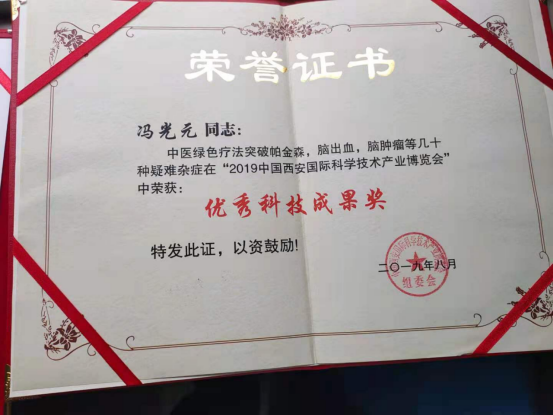 荣誉证书
冯光元 同志：
中医绿色疗法突破帕金森，脑出血，脑肿瘤等几十
种疑难杂症在“2019中国西安国际科学技术产业博览会”
中荣获：
优秀科技成果奖
特发此证，以资鼓励！
二〇一九年八月
组委会